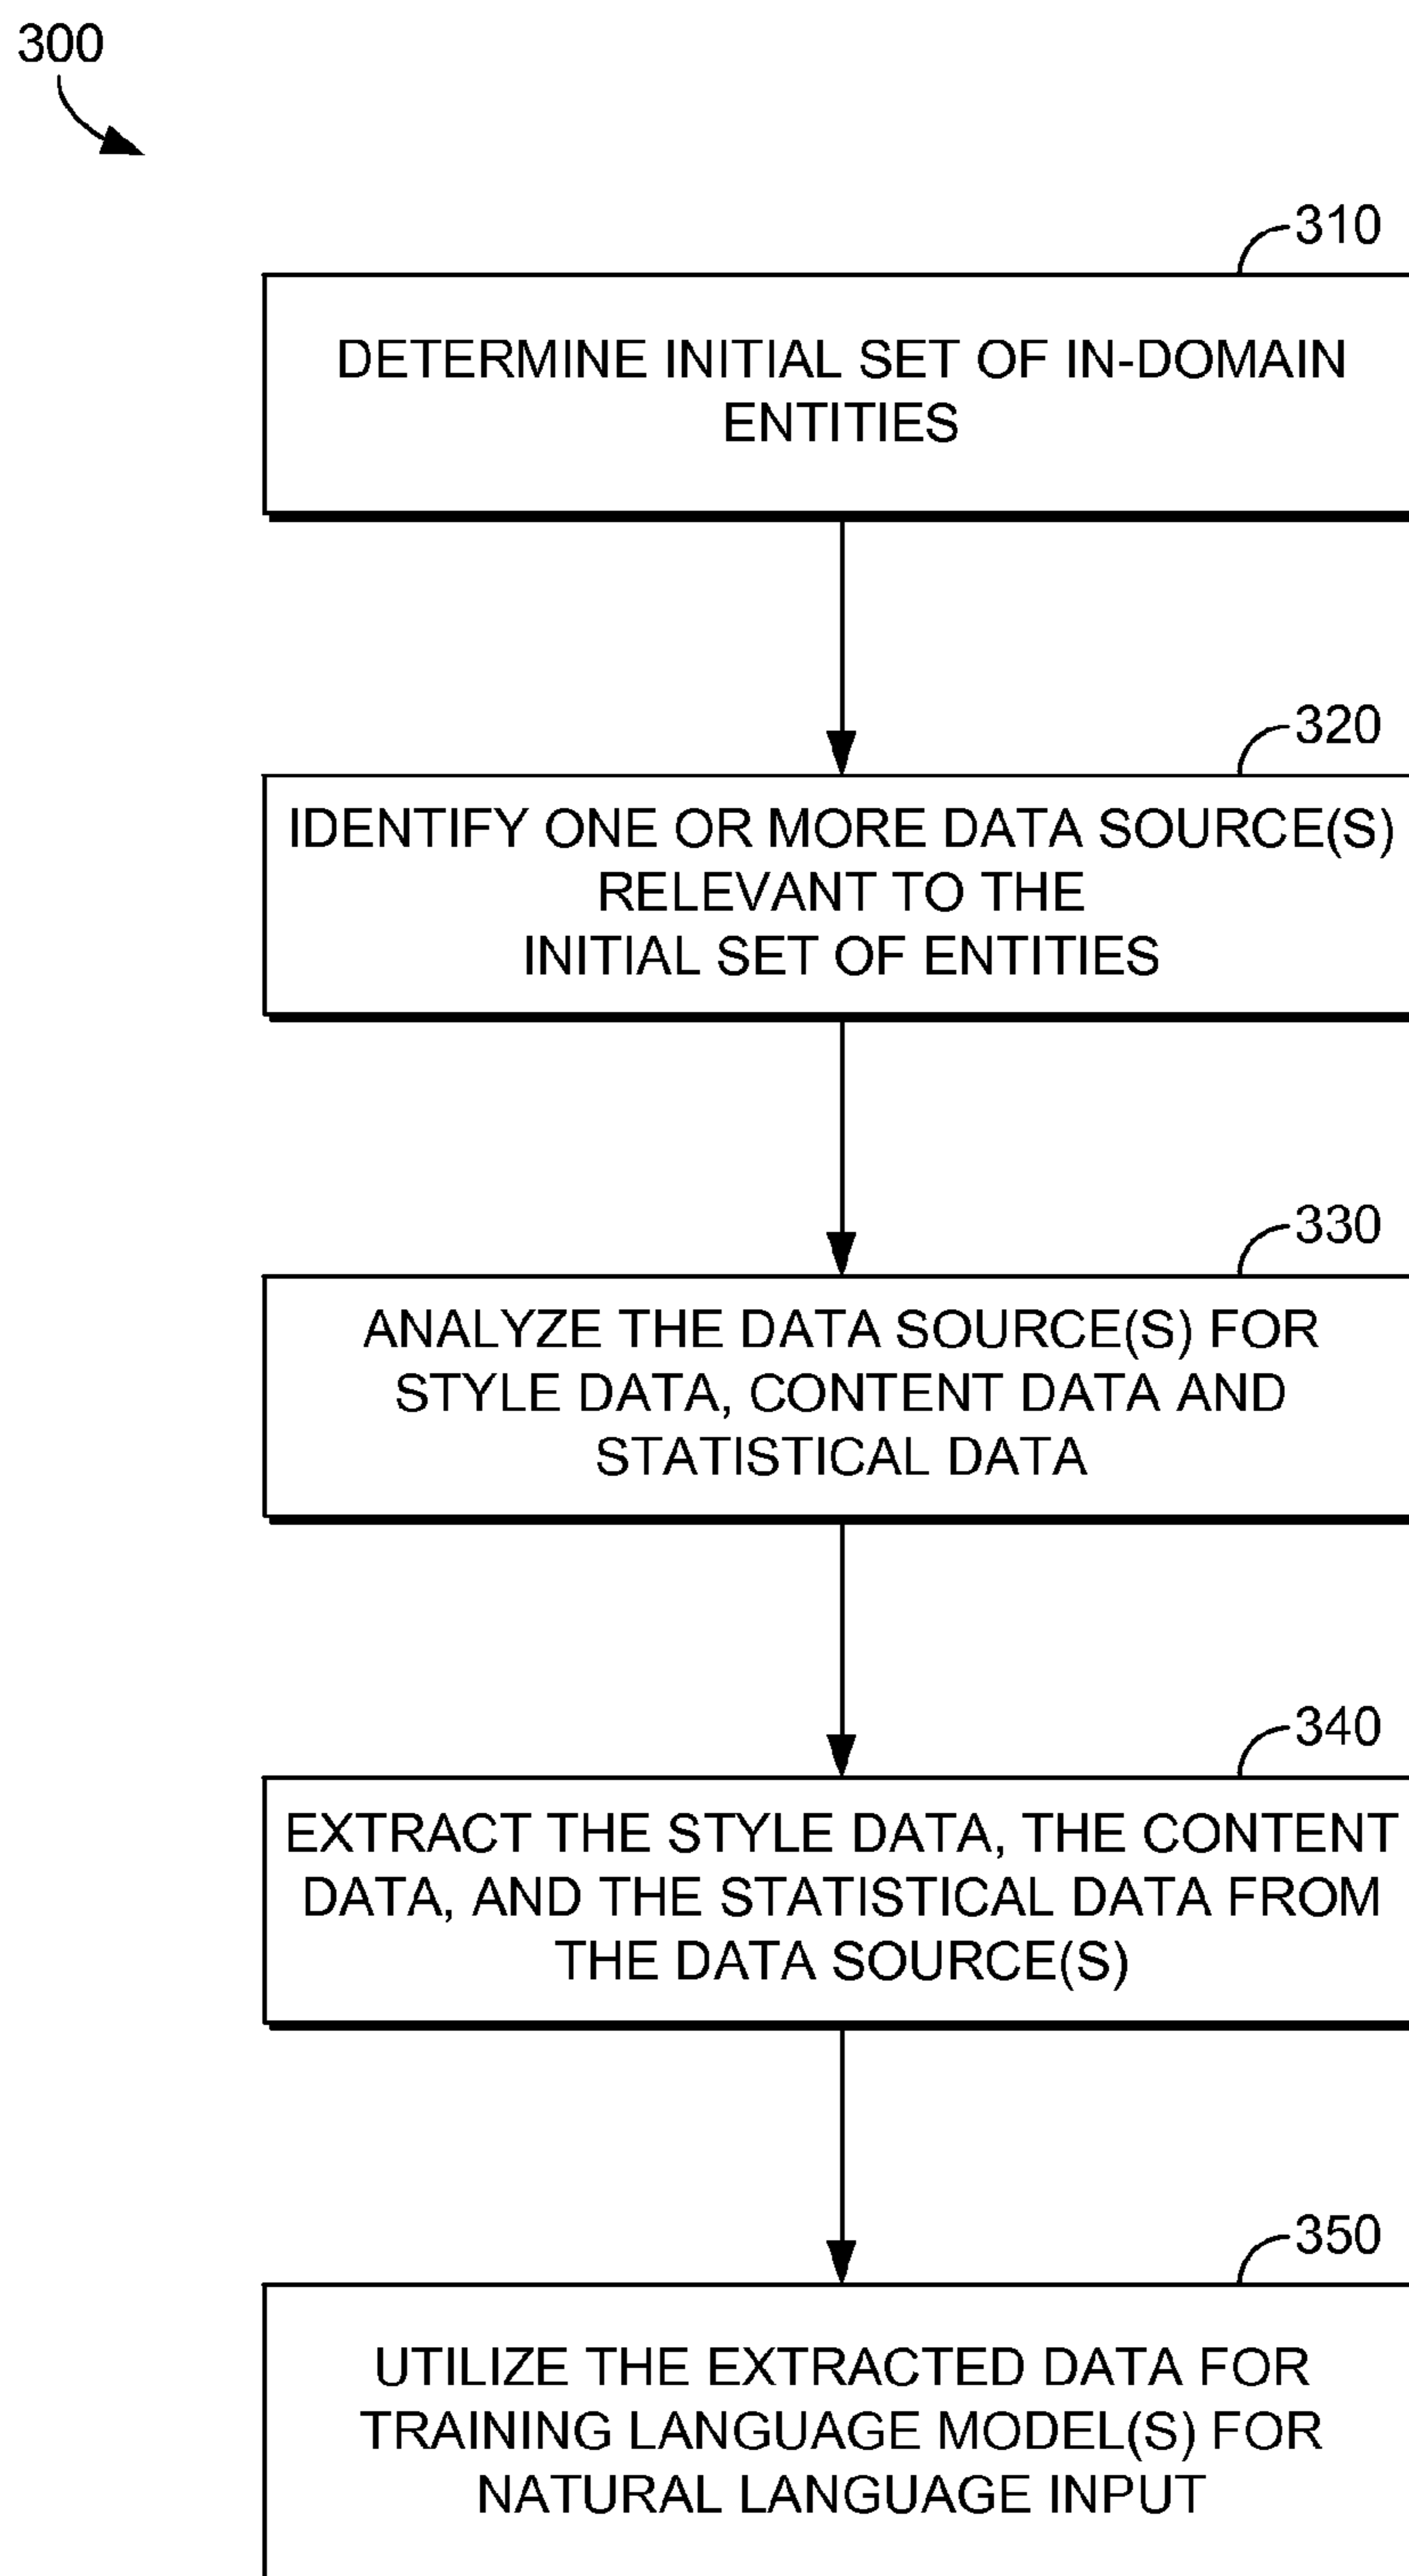 300
310
DETERMINE INITIAL SET OF IN-DOMAIN
ENTITIES
320
IDENTIFY ONE OR MORE DATA SOURCE(S)
RELEVANT TO THE
INITIAL SET OF ENTITIES
330
ANALYZE THE DATA SOURCE(S) FOR
STYLE DATA, CONTENT DATA AND
STATISTICAL DATA
340
EXTRACT THE STYLE DATA, THE CONTENT
DATA, AND THE STATISTICAL DATA FROM
THE DATA SOURCE(S)
350
UTILIZE THE EXTRACTED DATA FOR
TRAINING LANGUAGE MODEL(S) FOR
NATURAL LANGUAGE INPUT